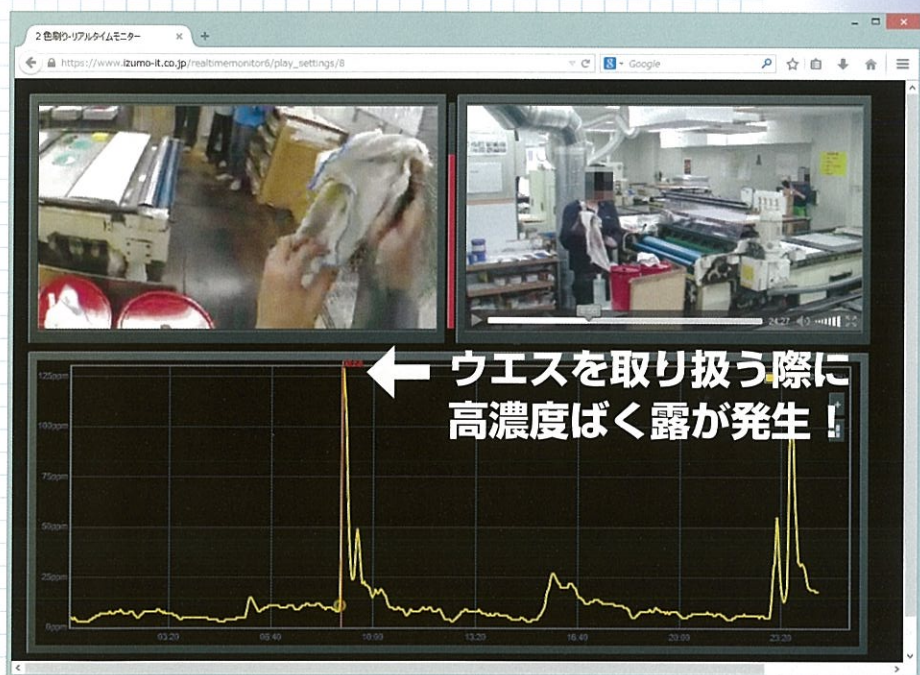 2色刷り-リアルタイムモニター
https://www.izumo-it.co.jp/realtimemonitor6/play_settings/8
Google
24:27
ウエスを取り扱う際に
高濃度ばく露が発生!
125ppm
100ppm
75ppm
50ppm
25ppm
0ppm
03:20
06:40
10:00
13:20
16:40
20:00
23:20